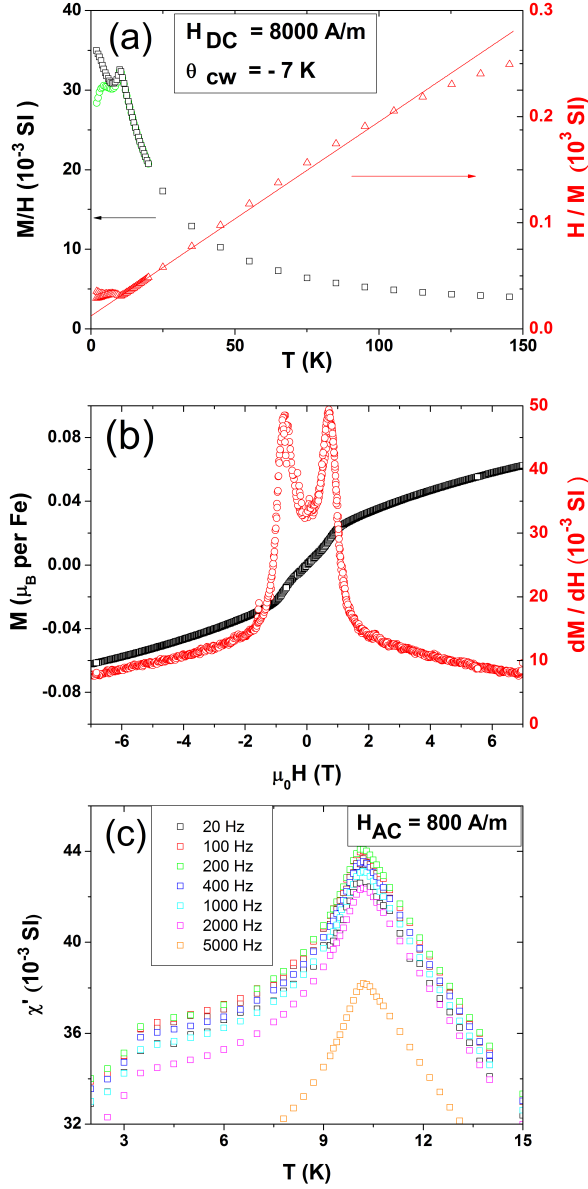 (a)
H DC = 8000 A/m
θ cw = - 7 K
M/H (10⁻³ SI)
40
30
20
10
0
H / M (10³ SI)
0.3
0.2
0.1
0.0
0 25 50 75 100 125 150
T (K)
(b)
M (μB per Fe)
0.08
0.04
0.00
-0.04
-0.08
dM / dH (10⁻³ SI)
50
40
30
20
10
0
-6 -4 -2 0 2 4 6
μ0H (T)
(c)
20 Hz
100 Hz
200 Hz
400 Hz
1000 Hz
2000 Hz
5000 Hz
HAC = 800 A/m
χ' (10⁻³ SI)
44
40
36
32
3 6 9 12 15
T (K)